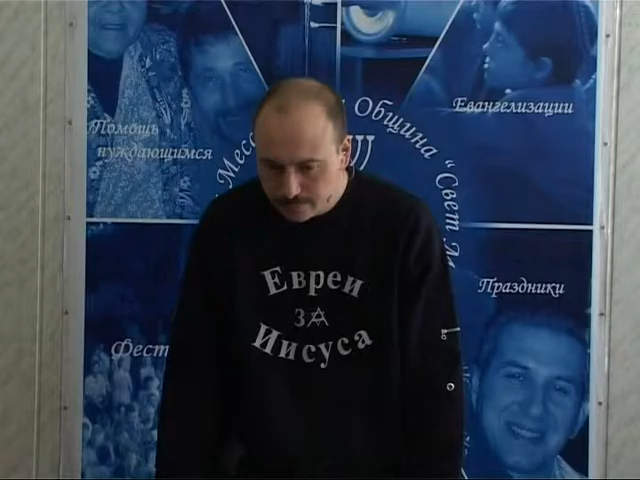 Помощь
нуждающимся
Евангелизации
Месс
Община "Свет
Праздники
Фест
Евреи
за
Иисуса